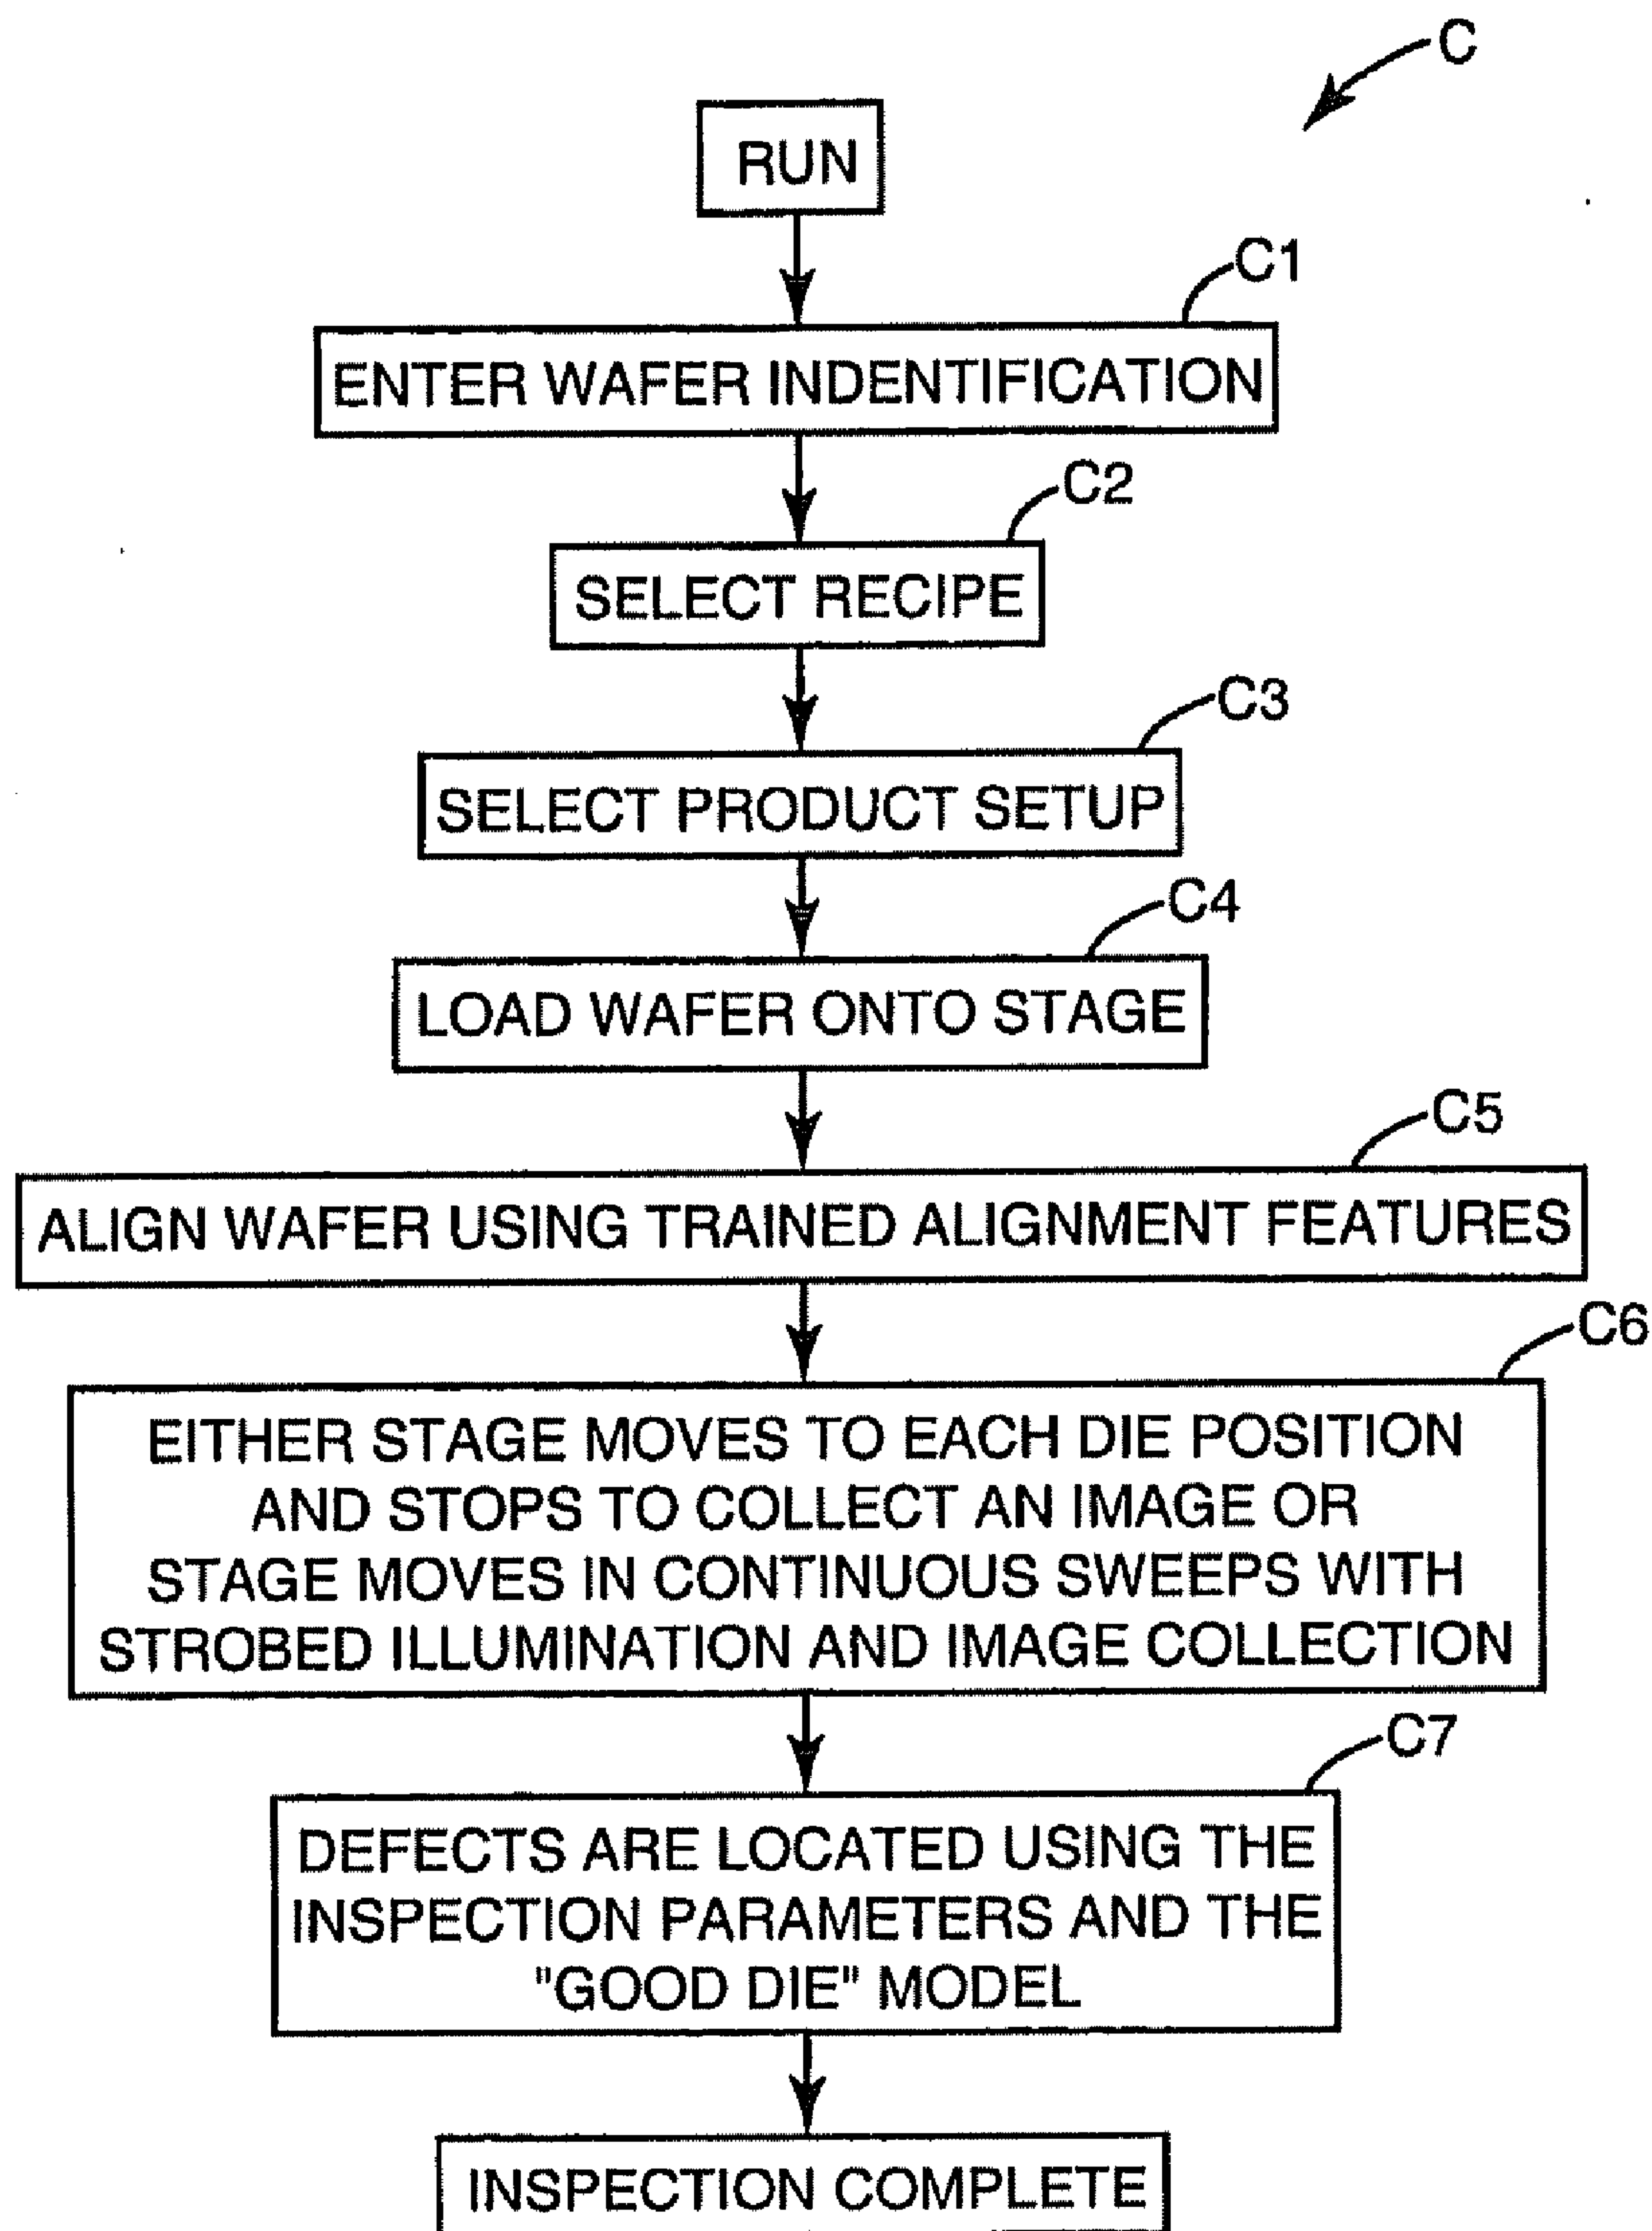 C
RUN
C1
ENTER WAFER INDENTIFICATION
C2
SELECT RECIPE
C3
SELECT PRODUCT SETUP
C4
LOAD WAFER ONTO STAGE
C5
ALIGN WAFER USING TRAINED ALIGNMENT FEATURES
C6
EITHER STAGE MOVES TO EACH DIE POSITION
AND STOPS TO COLLECT AN IMAGE OR
STAGE MOVES IN CONTINUOUS SWEEPS WITH
STROBED ILLUMINATION AND IMAGE COLLECTION
C7
DEFECTS ARE LOCATED USING THE
INSPECTION PARAMETERS AND THE
"GOOD DIE" MODEL
INSPECTION COMPLETE